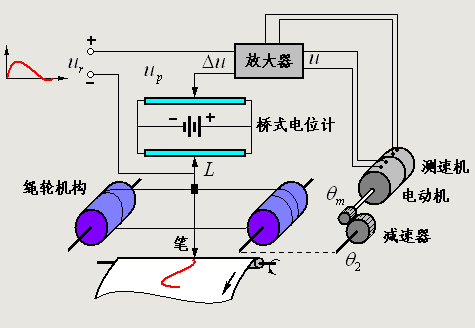 +
u_r
−
u_p
Δu
放大器
u
− +
桥式电位计
测速机
L
绳轮机构
θ_m
电动机
减速器
笔
θ_2